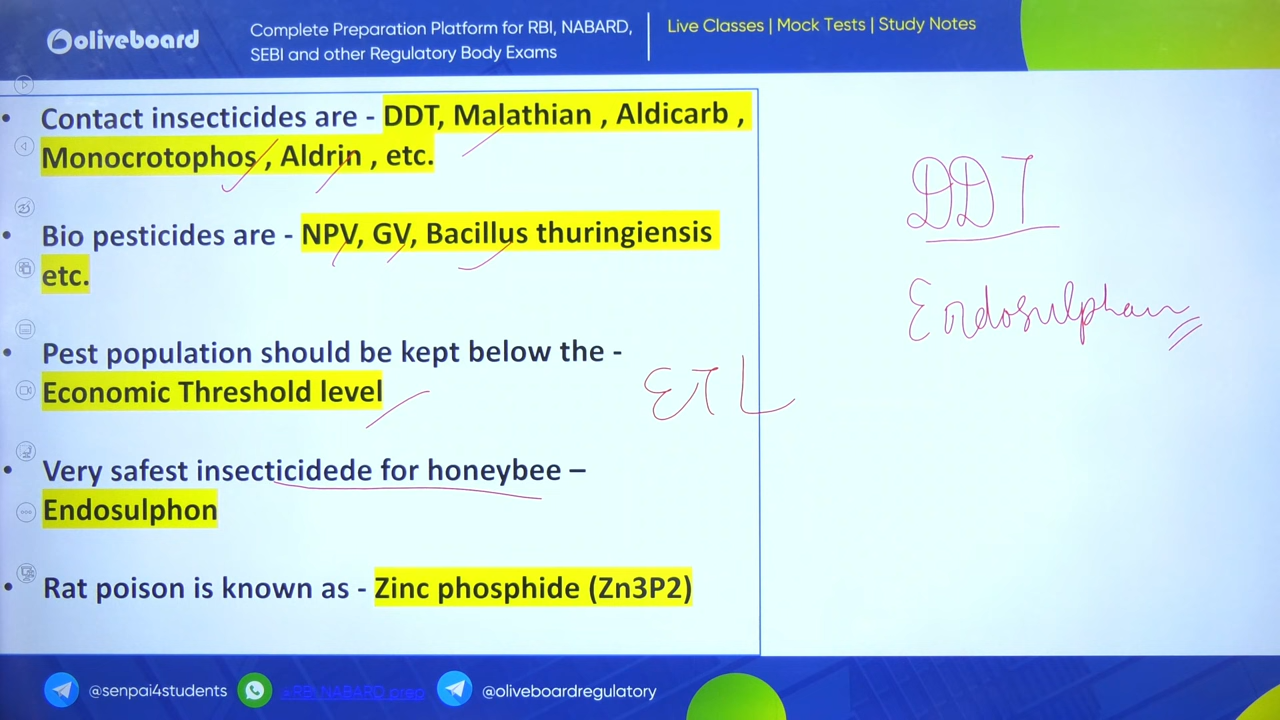 oliveboard
Complete Preparation Platform for RBI, NABARD,
SEBI and other Regulatory Body Exams
Live Classes | Mock Tests | Study Notes
• Contact insecticides are - DDT, Malathian , Aldicarb ,
Monocrotophos , Aldrin , etc.
• Bio pesticides are - NPV, GV, Bacillus thuringiensis
etc.
• Pest population should be kept below the -
Economic Threshold level
• Very safest insecticidede for honeybee –
Endosulphon
• Rat poison is known as - Zinc phosphide (Zn3P2)
DDT
Endosulphan
ETL
@senpai4students
eRBI NABARD prep
@oliveboardregulatory